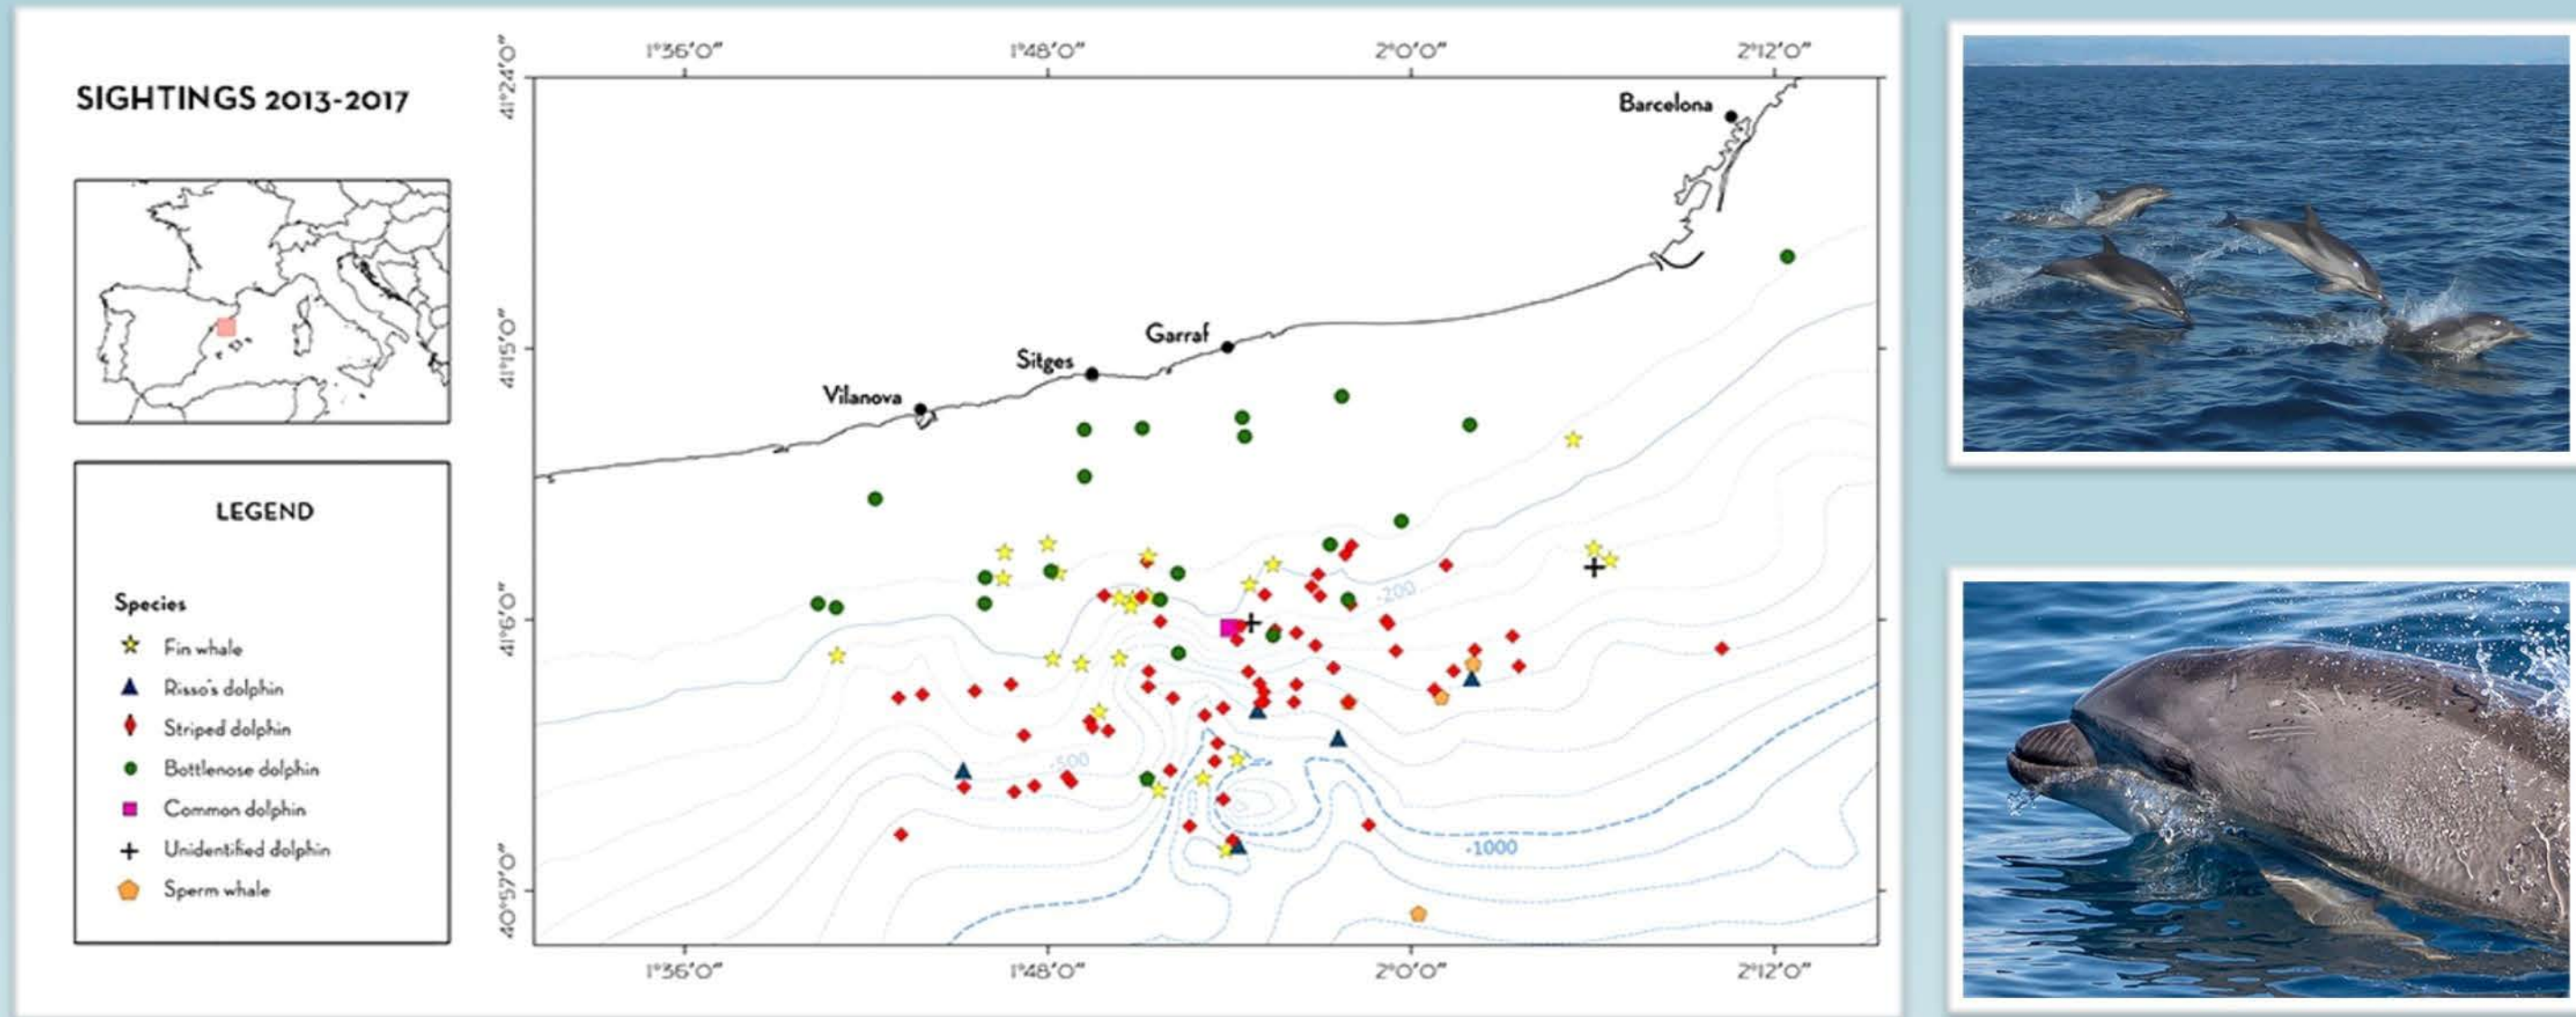 SIGHTINGS 2013-2017
LEGEND
Species
Fin whale
Risso's dolphin
Striped dolphin
Bottlenose dolphin
Common dolphin
Unidentified dolphin
Sperm whale
1°36'0" 1°48'0" 2°0'0" 2°12'0"
41°24'0"
41°15'0"
41°6'0"
40°57'0"
Barcelona
Garraf
Sitges
Vilanova
-200
-500
-1000
1°36'0" 1°48'0" 2°0'0" 2°12'0"